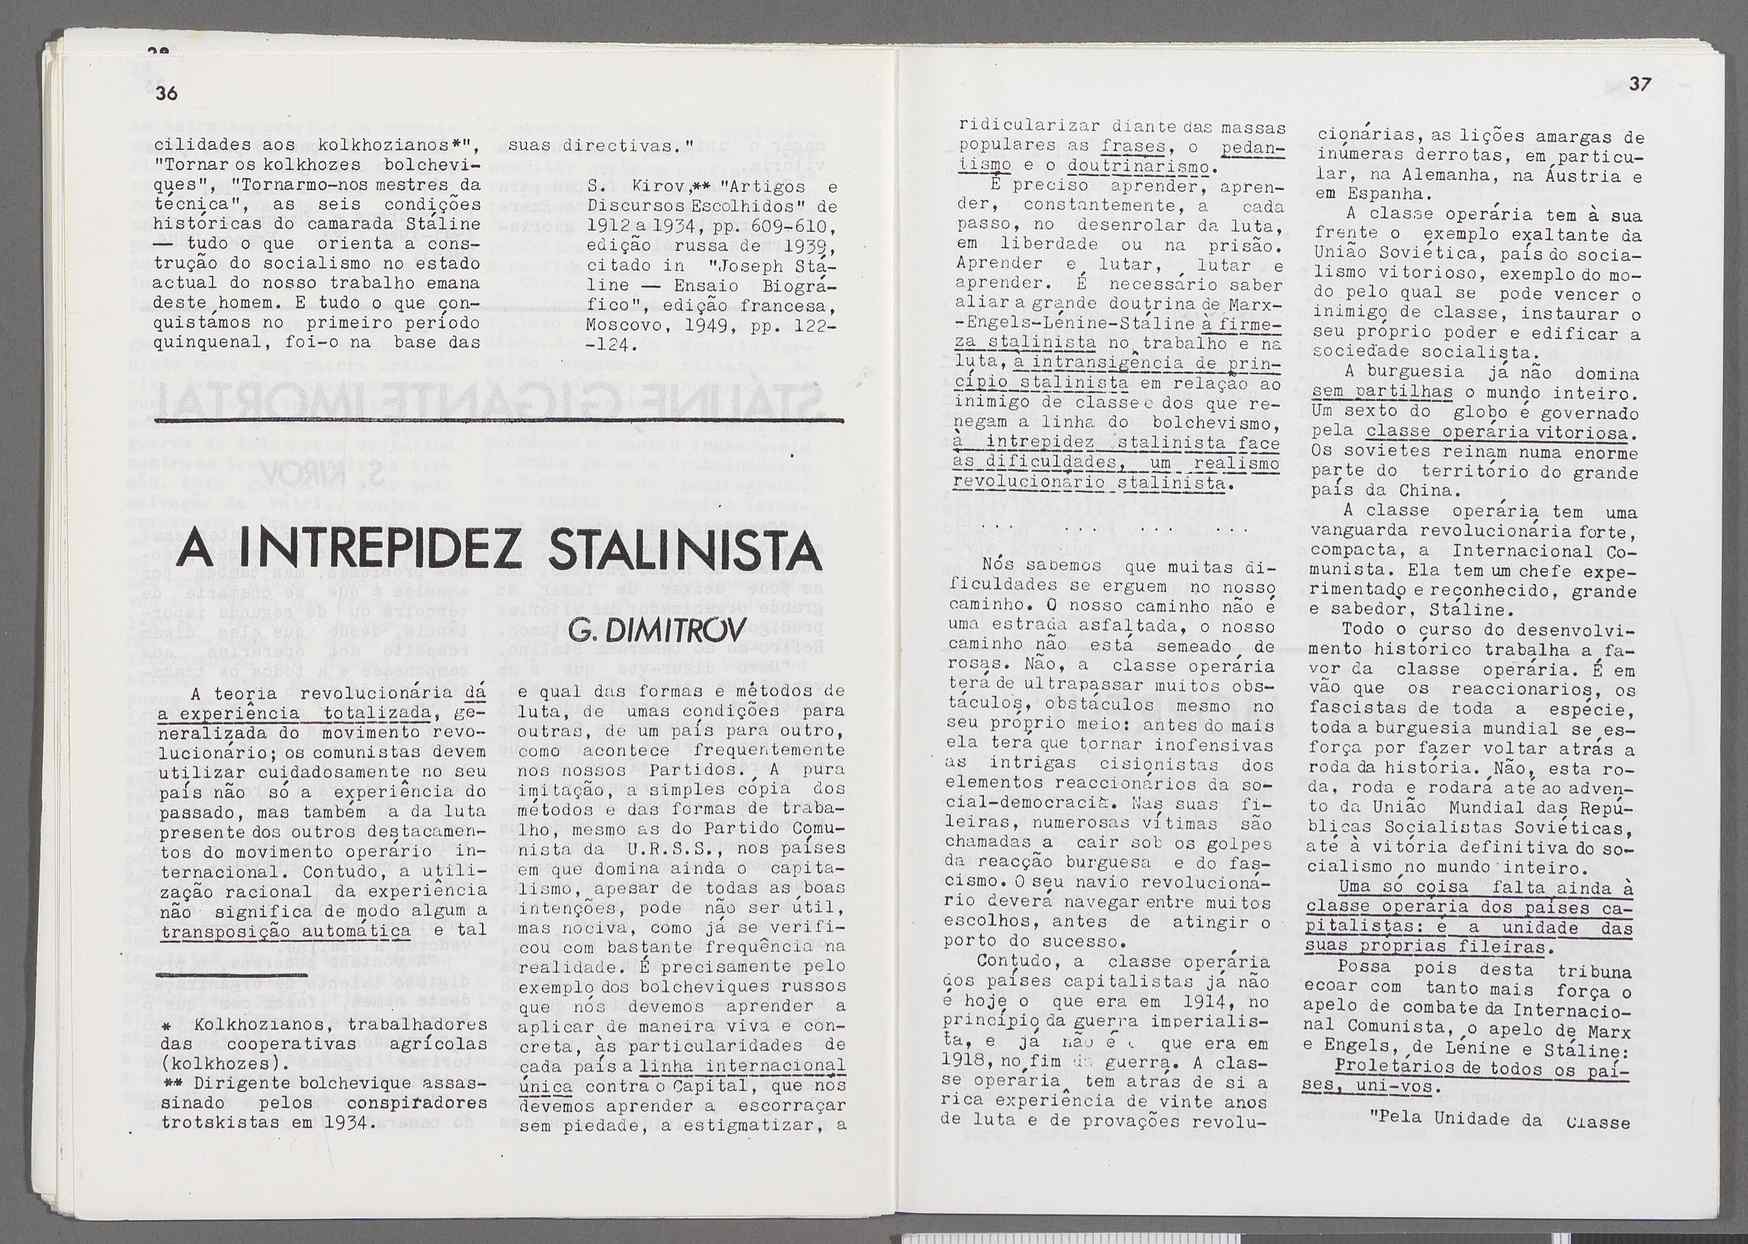 36
cilidades aos kolkhozianos*",
"Tornar os kolkhozes bolchevi-
ques", "Tornarmo-nos mestres da
técnica", as seis condições
históricas do camarada Stáline
— tudo o que orienta a cons-
trução do socialismo no estado
actual do nosso trabalho emana
deste homem. E tudo o que con-
quistámos no primeiro período
quinquenal, foi-o na base das
suas directivas."
S. Kirov,** "Artigos e
Discursos Escolhidos" de
1912 a 1934, pp. 609-610,
edição russa de 1939,
citado in "Joseph Stá-
line — Ensaio Biográ-
fico", edição francesa,
Moscovo, 1949, pp. 122-
-124.
A INTREPIDEZ STALINISTA
G. DIMITROV
A teoria revolucionária dá
a experiência totalizada, ge-
neralizada do movimento revo-
lucionário; os comunistas devem
utilizar cuidadosamente no seu
país não só a experiência do
passado, mas também a da luta
presente dos outros destacamen-
tos do movimento operário in-
ternacional. Contudo, a utili-
zação racional da experiência
não significa de modo algum a
transposição automática e tal
* Kolkhozianos, trabalhadores
das cooperativas agrícolas
(kolkhozes).
** Dirigente bolchevique assas-
sinado pelos conspiradores
trotskistas em 1934.
e qual das formas e métodos de
luta, de umas condições para
outras, de um país para outro,
como acontece frequentemente
nos nossos Partidos. A pura
imitação, a simples cópia dos
métodos e das formas de traba-
lho, mesmo as do Partido Comu-
nista da U.R.S.S., nos países
em que domina ainda o capita-
lismo, apesar de todas as boas
intenções, pode não ser útil,
mas nociva, como já se verifi-
cou com bastante frequência na
realidade. É precisamente pelo
exemplo dos bolcheviques russos
que nós devemos aprender a
aplicar de maneira viva e con-
creta, às particularidades de
cada país a linha internacional
única contra o Capital, que nós
devemos aprender a escorraçar
sem piedade, a estigmatizar, a
37
ridicularizar diante das massas
populares as frases, o pedan-
tismo e o doutrinarismo.
É preciso aprender, apren-
der, constantemente, a cada
passo, no desenrolar da luta,
em liberdade ou na prisão.
Aprender e lutar, lutar e
aprender. É necessário saber
aliar a grande doutrina de Marx-
-Engels-Lénine-Stáline à firme-
za stalinista no trabalho e na
luta, à intransigência de prin-
cípio stalinista em relação ao
inimigo de classe e dos que re-
negam a linha do bolchevismo,
à intrepidez stalinista face
às dificuldades, um realismo
revolucionário stalinista.
... ... ... ...
Nós sabemos que muitas di-
ficuldades se erguem no nosso
caminho. O nosso caminho não é
uma estrada asfaltada, o nosso
caminho não está semeado de
rosas. Não, a classe operária
terá de ultrapassar muitos obs-
táculos, obstáculos mesmo no
seu próprio meio: antes do mais
ela terá que tornar inofensivas
as intrigas cisionistas dos
elementos reaccionários da so-
cial-democracia. Nas suas fi-
leiras, numerosas vítimas são
chamadas a cair sob os golpes
da reacção burguesa e do fas-
cismo. O seu navio revolucioná-
rio deverá navegar entre muitos
escolhos, antes de atingir o
porto do sucesso.
Contudo, a classe operária
dos países capitalistas já não
é hoje o que era em 1914, no
princípio da guerra imperialis-
ta, e já não é o que era em
1918, no fim da guerra. A clas-
se operária tem atrás de si a
rica experiência de vinte anos
de luta e de provações revolu-
cionárias, as lições amargas de
inúmeras derrotas, em particu-
lar, na Alemanha, na Áustria e
em Espanha.
A classe operária tem à sua
frente o exemplo exaltante da
União Soviética, país do socia-
lismo vitorioso, exemplo do mo-
do pelo qual se pode vencer o
inimigo de classe, instaurar o
seu próprio poder e edificar a
sociedade socialista.
A burguesia já não domina
sem partilhas o mundo inteiro.
Um sexto do globo é governado
pela classe operária vitoriosa.
Os sovietes reinam numa enorme
parte do território do grande
país da China.
A classe operária tem uma
vanguarda revolucionária forte,
compacta, a Internacional Co-
munista. Ela tem um chefe expe-
rimentado e reconhecido, grande
e sabedor, Stáline.
Todo o curso do desenvolvi-
mento histórico trabalha a fa-
vor da classe operária. É em
vão que os reaccionarios, os
fascistas de toda a espécie,
toda a burguesia mundial se es-
força por fazer voltar atrás a
roda da história. Não, esta ro-
da, roda e rodará até ao adven-
to da União Mundial das Repú-
blicas Socialistas Soviéticas,
até à vitória definitiva do so-
cialismo no mundo inteiro.
Uma só coisa falta ainda à
classe operária dos países ca-
pitalistas: é a unidade das
suas próprias fileiras.
Possa pois desta tribuna
ecoar com tanto mais força o
apelo de combate da Internacio-
nal Comunista, o apelo de Marx
e Engels, de Lénine e Stáline:
Proletários de todos os paí-
ses, uni-vos.
"Pela Unidade da Classe